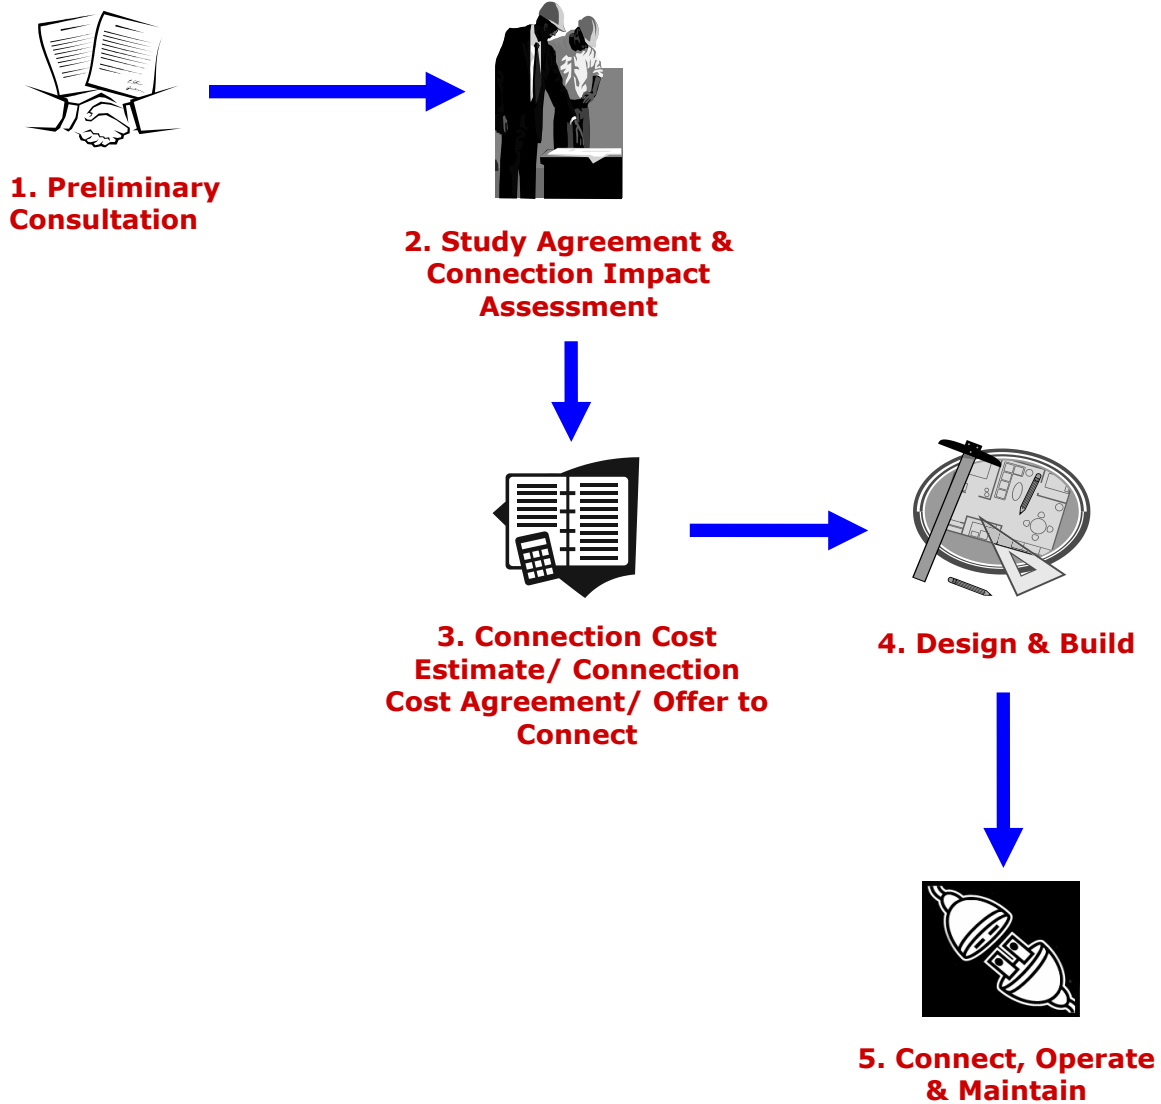 1. Preliminary
Consultation
2. Study Agreement &
Connection Impact
Assessment
3. Connection Cost
Estimate/ Connection
Cost Agreement/ Offer to
Connect
4. Design & Build
5. Connect, Operate
& Maintain